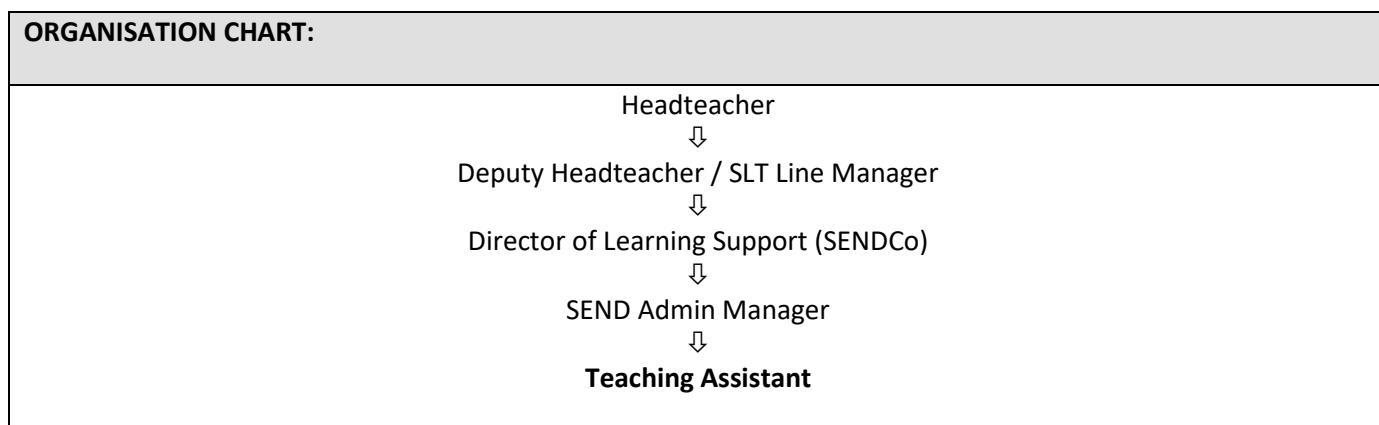 ORGANISATION CHART:
Headteacher
⇩
Deputy Headteacher / SLT Line Manager
⇩
Director of Learning Support (SENDCo)
⇩
SEND Admin Manager
⇩
Teaching Assistant